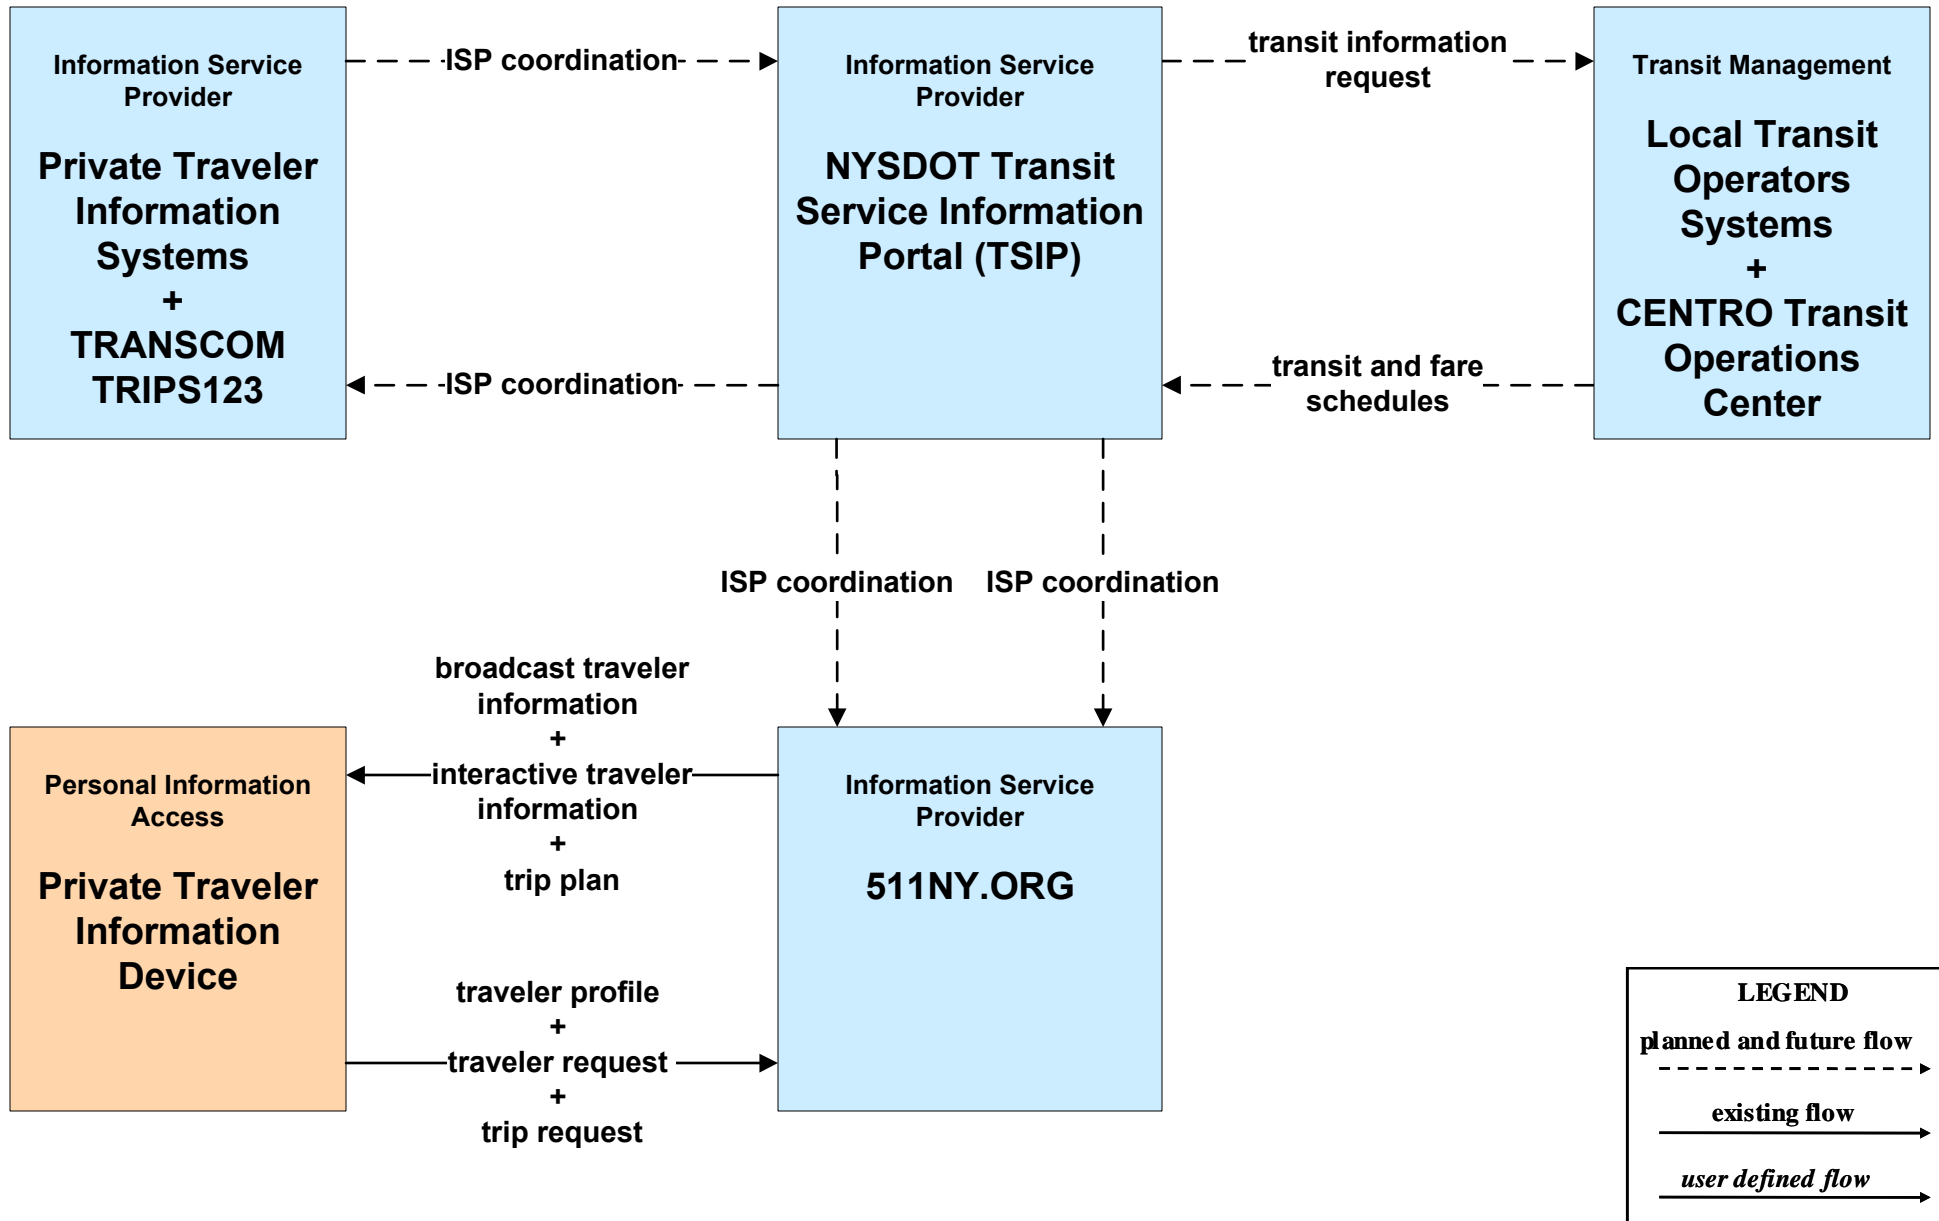 Information Service
Provider
Private Traveler
Information
Systems
+
TRANSCOM
TRIPS123
ISP coordination
ISP coordination
Information Service
Provider
NYSDOT Transit
Service Information
Portal (TSIP)
transit information
request
transit and fare
schedules
Transit Management
Local Transit
Operators
Systems
+
CENTRO Transit
Operations
Center
ISP coordination
ISP coordination
Personal Information
Access
Private Traveler
Information
Device
broadcast traveler
information
+
interactive traveler
information
+
trip plan
traveler profile
+
traveler request
+
trip request
Information Service
Provider
511NY.ORG
LEGEND
planned and future flow
existing flow
user defined flow